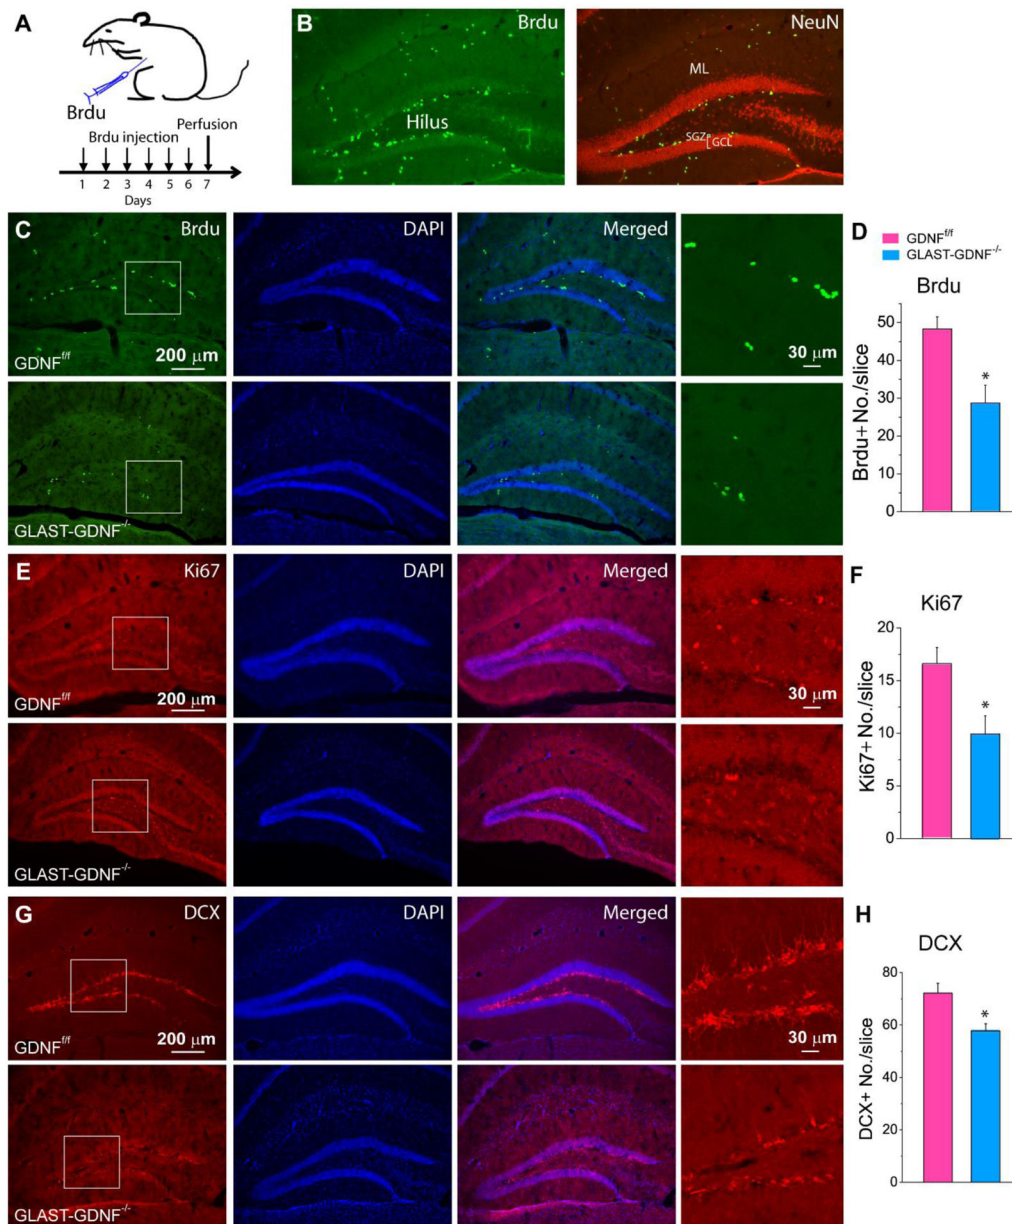 A
Brdu
Brdu injection
Perfusion
1 2 3 4 5 6 7
Days
B
Brdu
Hilus
NeuN
ML
SGZ
GCL
C
Brdu
DAPI
Merged
GDNF^f/f
200 μm
30 μm
GLAST-GDNF^-/-
D
GDNF^f/f
GLAST-GDNF^-/-
Brdu
Brdu+ No./slice
50
40
30
20
10
0
*
E
Ki67
DAPI
Merged
GDNF^f/f
200 μm
30 μm
GLAST-GDNF^-/-
F
Ki67
Ki67+ No./slice
20
15
10
5
0
*
G
DCX
DAPI
Merged
GDNF^f/f
200 μm
30 μm
GLAST-GDNF^-/-
H
DCX
DCX+ No./slice
80
60
40
20
0
*